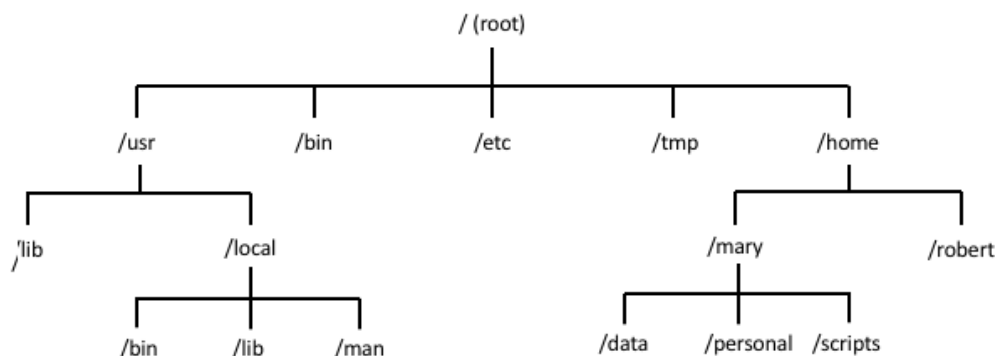 / (root)
/usr /bin /etc /tmp /home
/lib /local /mary /robert
/bin /lib /man /data /personal /scripts